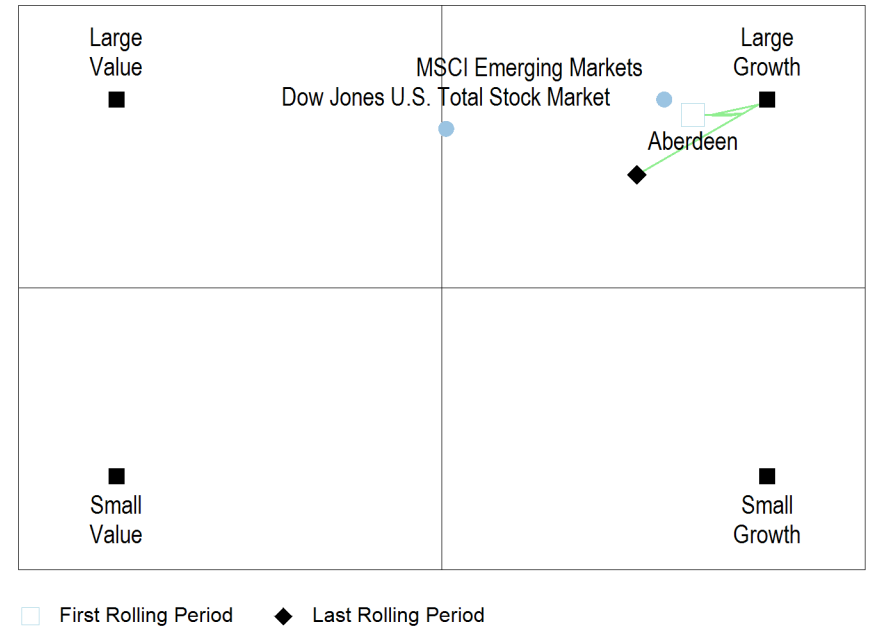 Large
Value
Large
Growth
MSCI Emerging Markets
Dow Jones U.S. Total Stock Market
Aberdeen
Small
Value
Small
Growth
First Rolling Period
Last Rolling Period